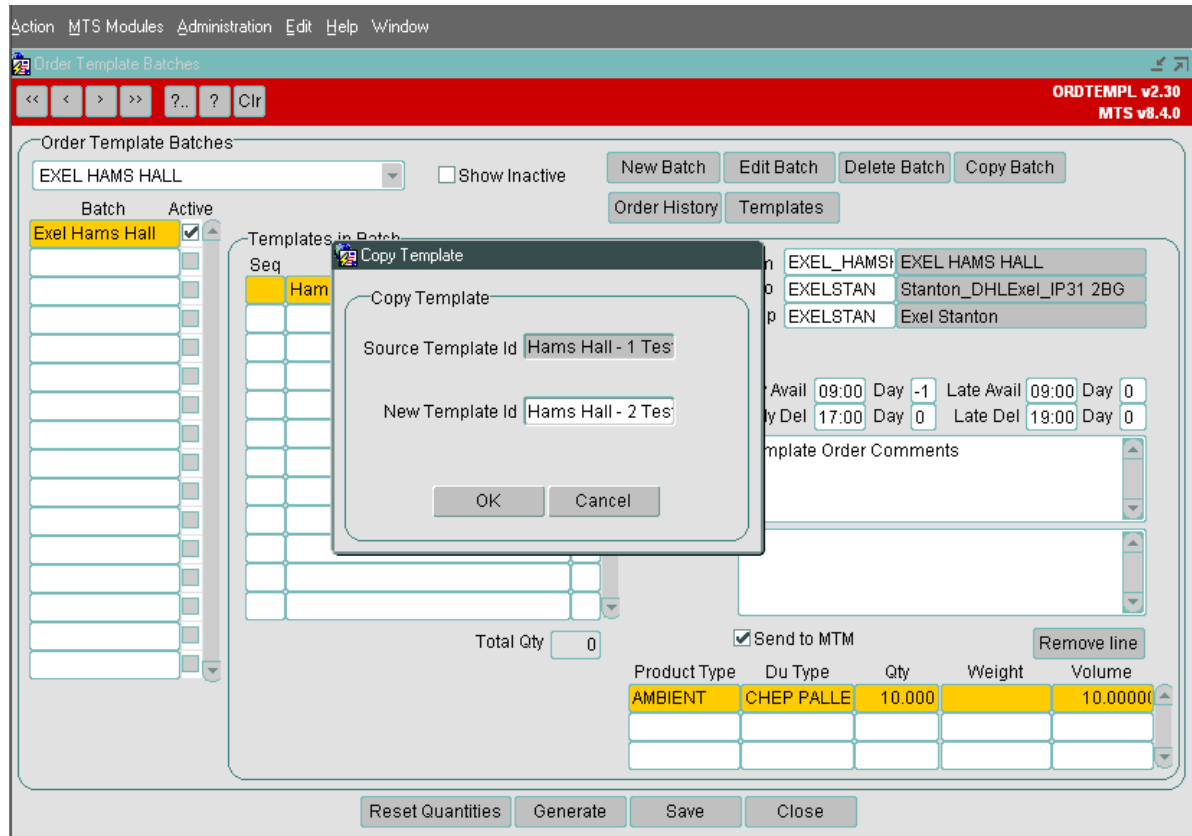 Action MTS Modules Administration Edit Help Window
Order Template Batches
<< < > >> ?.. ? Clr
ORDTEMPL v2.30
MTS v8.4.0
Order Template Batches
EXEL HAMS HALL
Show Inactive
New Batch Edit Batch Delete Batch Copy Batch
Order History Templates
Batch Active
Exel Hams Hall
Templates in Batch
Seq
Ham
Copy Template
Copy Template
Source Template Id Hams Hall - 1 Tes
New Template Id Hams Hall - 2 Tes
OK Cancel
EXEL_HAMSH EXEL HAMS HALL
EXELSTAN Stanton_DHLExel_IP31 2BG
EXELSTAN Exel Stanton
Avail 09:00 Day -1 Late Avail 09:00 Day 0
ly Del 17:00 Day 0 Late Del 19:00 Day 0
mplate Order Comments
Total Qty 0
Send to MTM
Remove line
Product Type Du Type Qty Weight Volume
AMBIENT CHEP PALLE 10.000 10.00000
Reset Quantities Generate Save Close